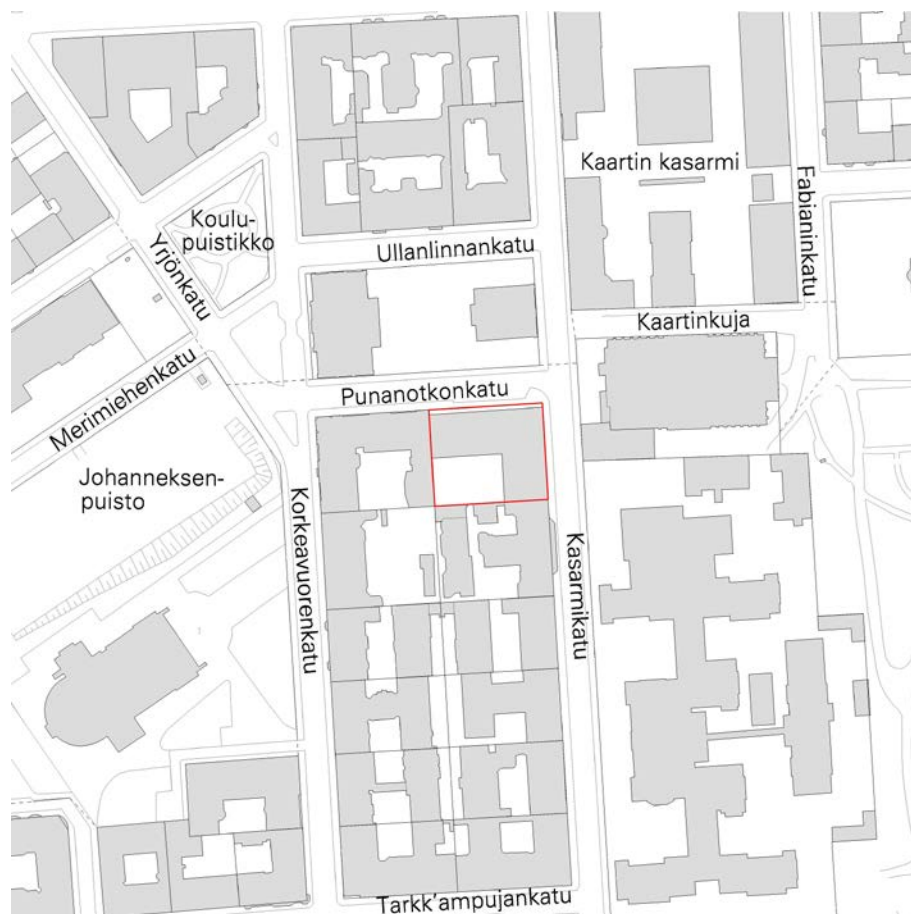 Kaartin kasarmi
Fabianinkatu
Koulu-
puistikko
Yrjönkatu
Ullanlinnankatu
Kaartinkuja
Merimiehenkatu
Punanotkonkatu
Johanneksen-
puisto
Korkeavuorenkatu
Kasarmikatu
Tarkk'ampujankatu